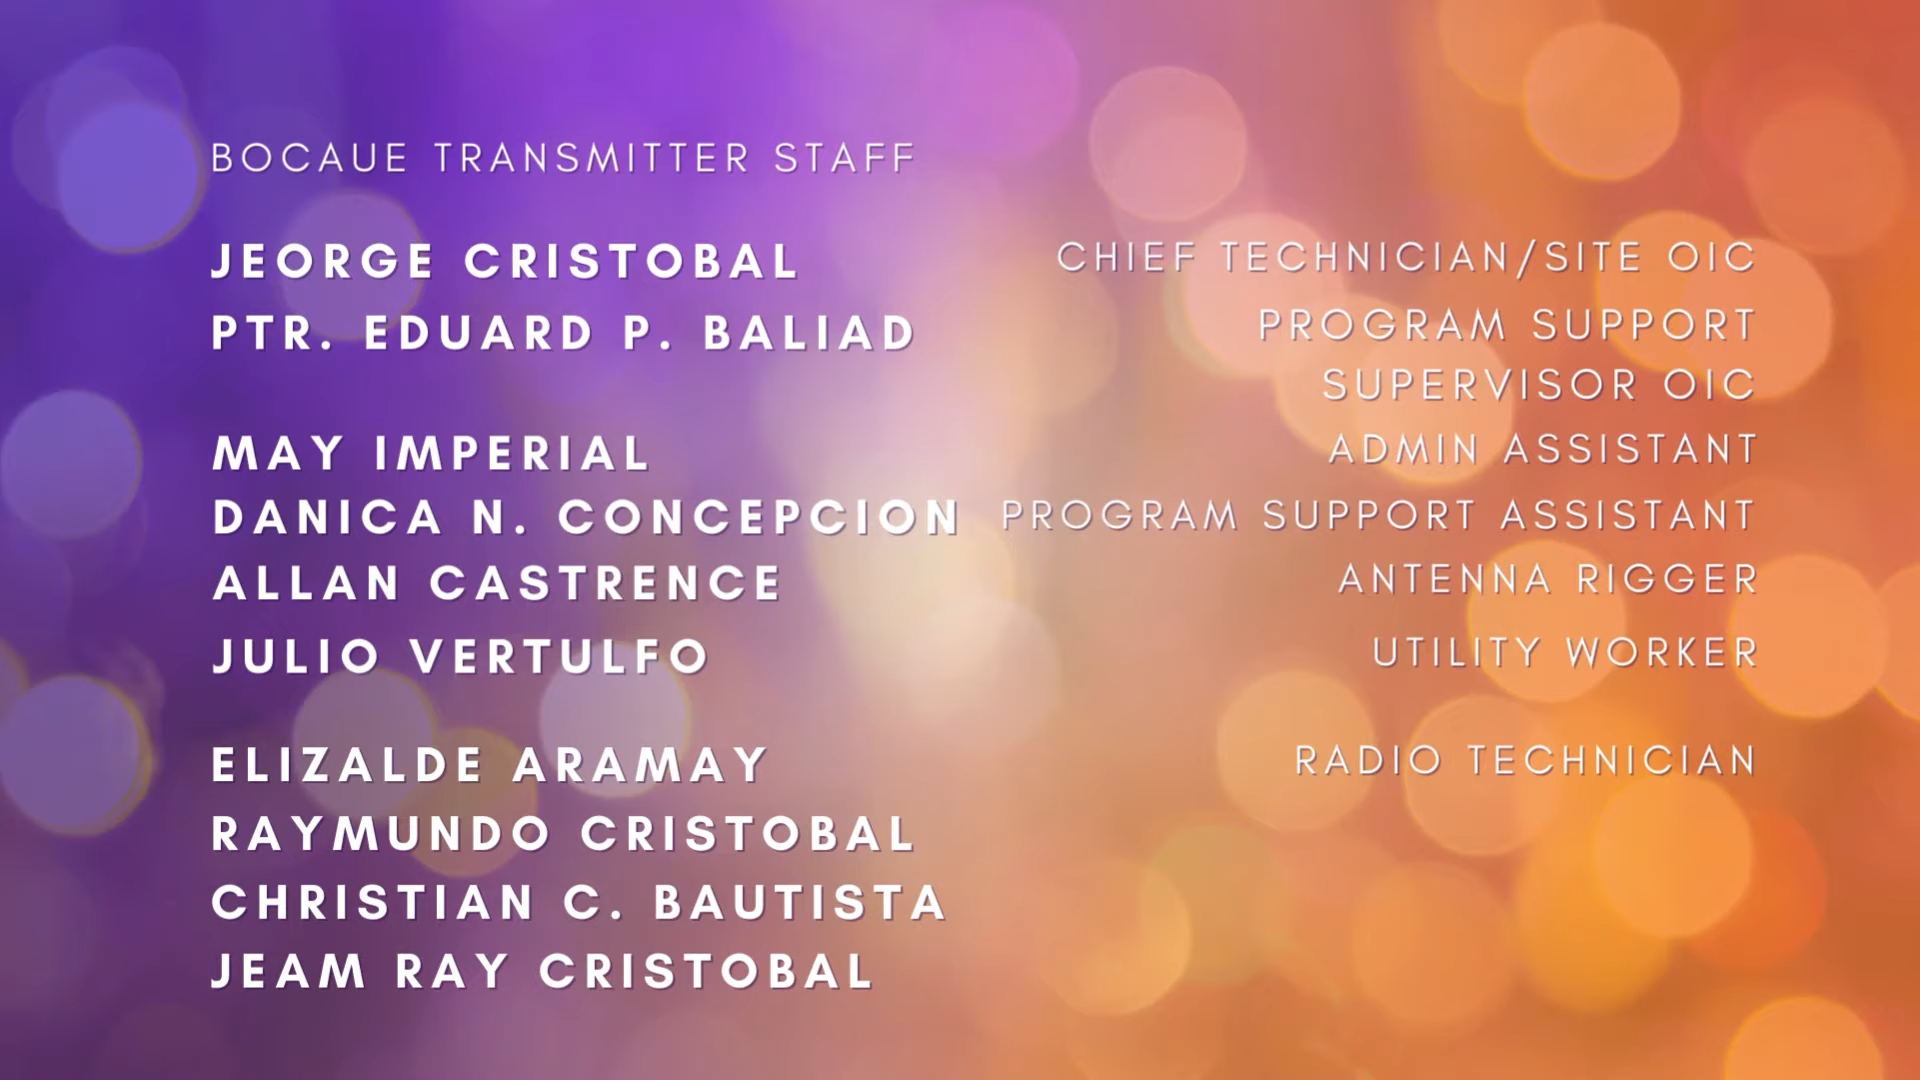 BOCAUE TRANSMITTER STAFF
JEORGE CRISTOBAL CHIEF TECHNICIAN/SITE OIC
PTR. EDUARD P. BALIAD PROGRAM SUPPORT
SUPERVISOR OIC
MAY IMPERIAL ADMIN ASSISTANT
DANICA N. CONCEPCION PROGRAM SUPPORT ASSISTANT
ALLAN CASTRENCE ANTENNA RIGGER
JULIO VERTULFO UTILITY WORKER
ELIZALDE ARAMAY RADIO TECHNICIAN
RAYMUNDO CRISTOBAL
CHRISTIAN C. BAUTISTA
JEAM RAY CRISTOBAL